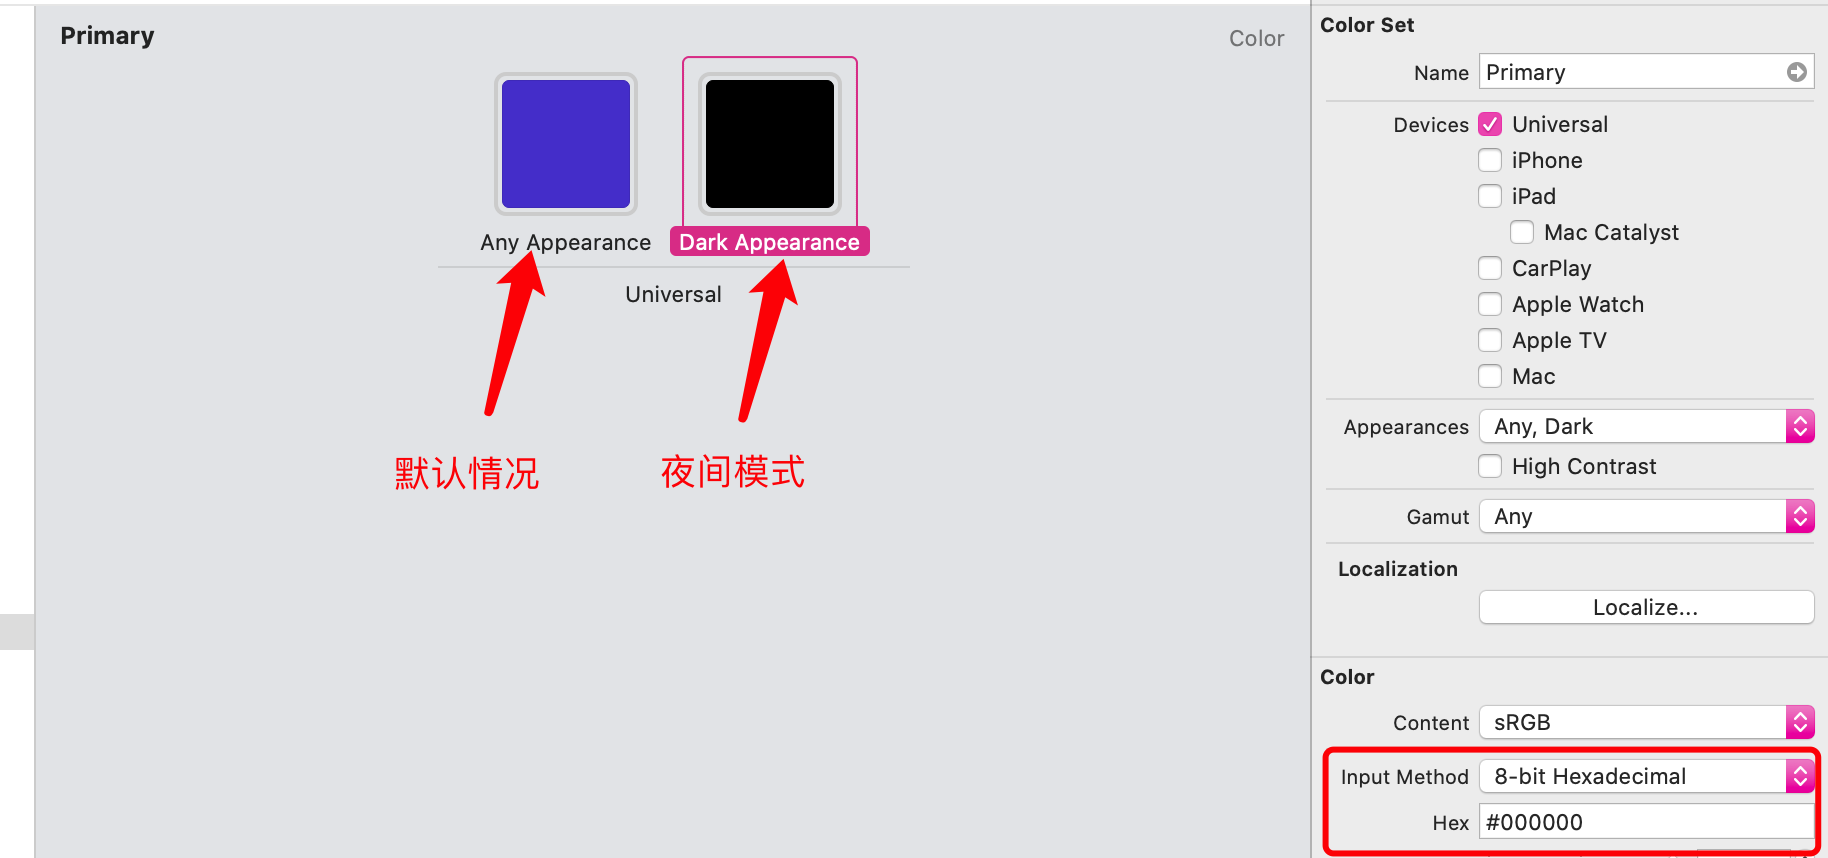 Primary
Color
Any Appearance
Dark Appearance
Universal
默认情况
夜间模式
Color Set
Name Primary
Devices Universal
iPhone
iPad
Mac Catalyst
CarPlay
Apple Watch
Apple TV
Mac
Appearances Any, Dark
High Contrast
Gamut Any
Localization
Localize...
Color
Content sRGB
Input Method 8-bit Hexadecimal
Hex #000000